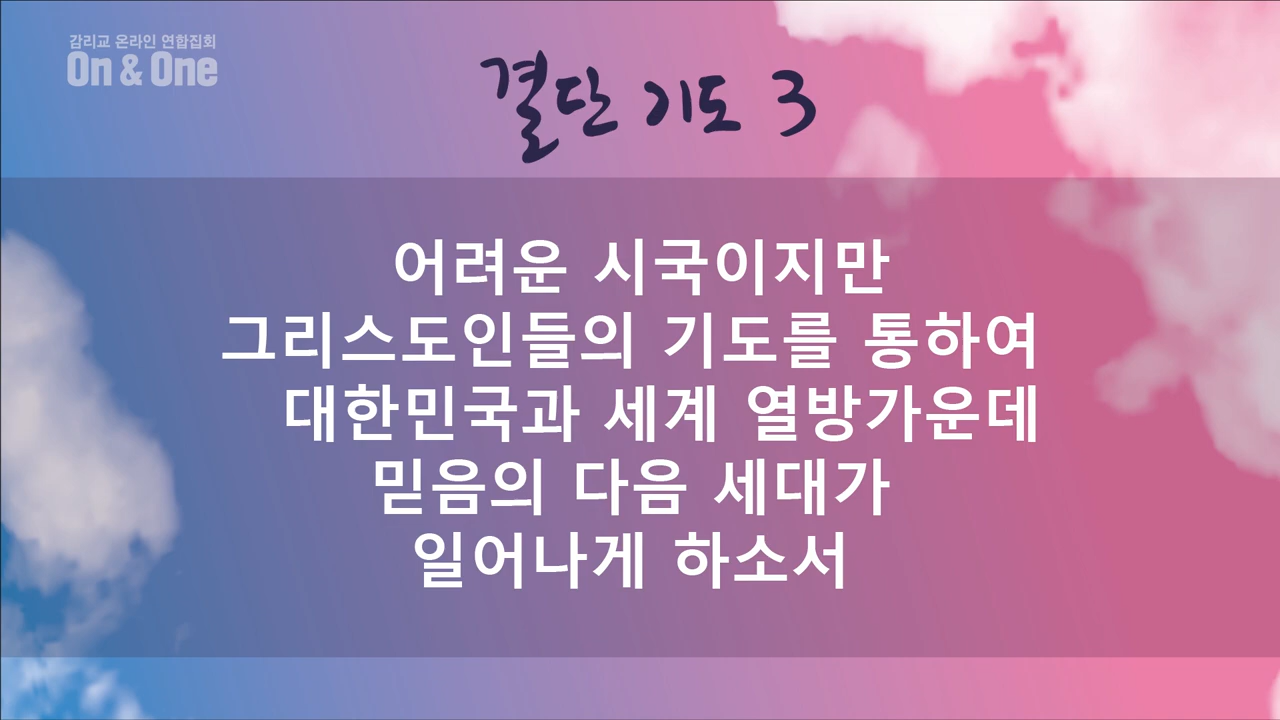 감리교 온라인 연합집회
On & One
결단 기도 3
어려운 시국이지만
그리스도인들의 기도를 통하여
대한민국과 세계 열방가운데
믿음의 다음 세대가
일어나게 하소서